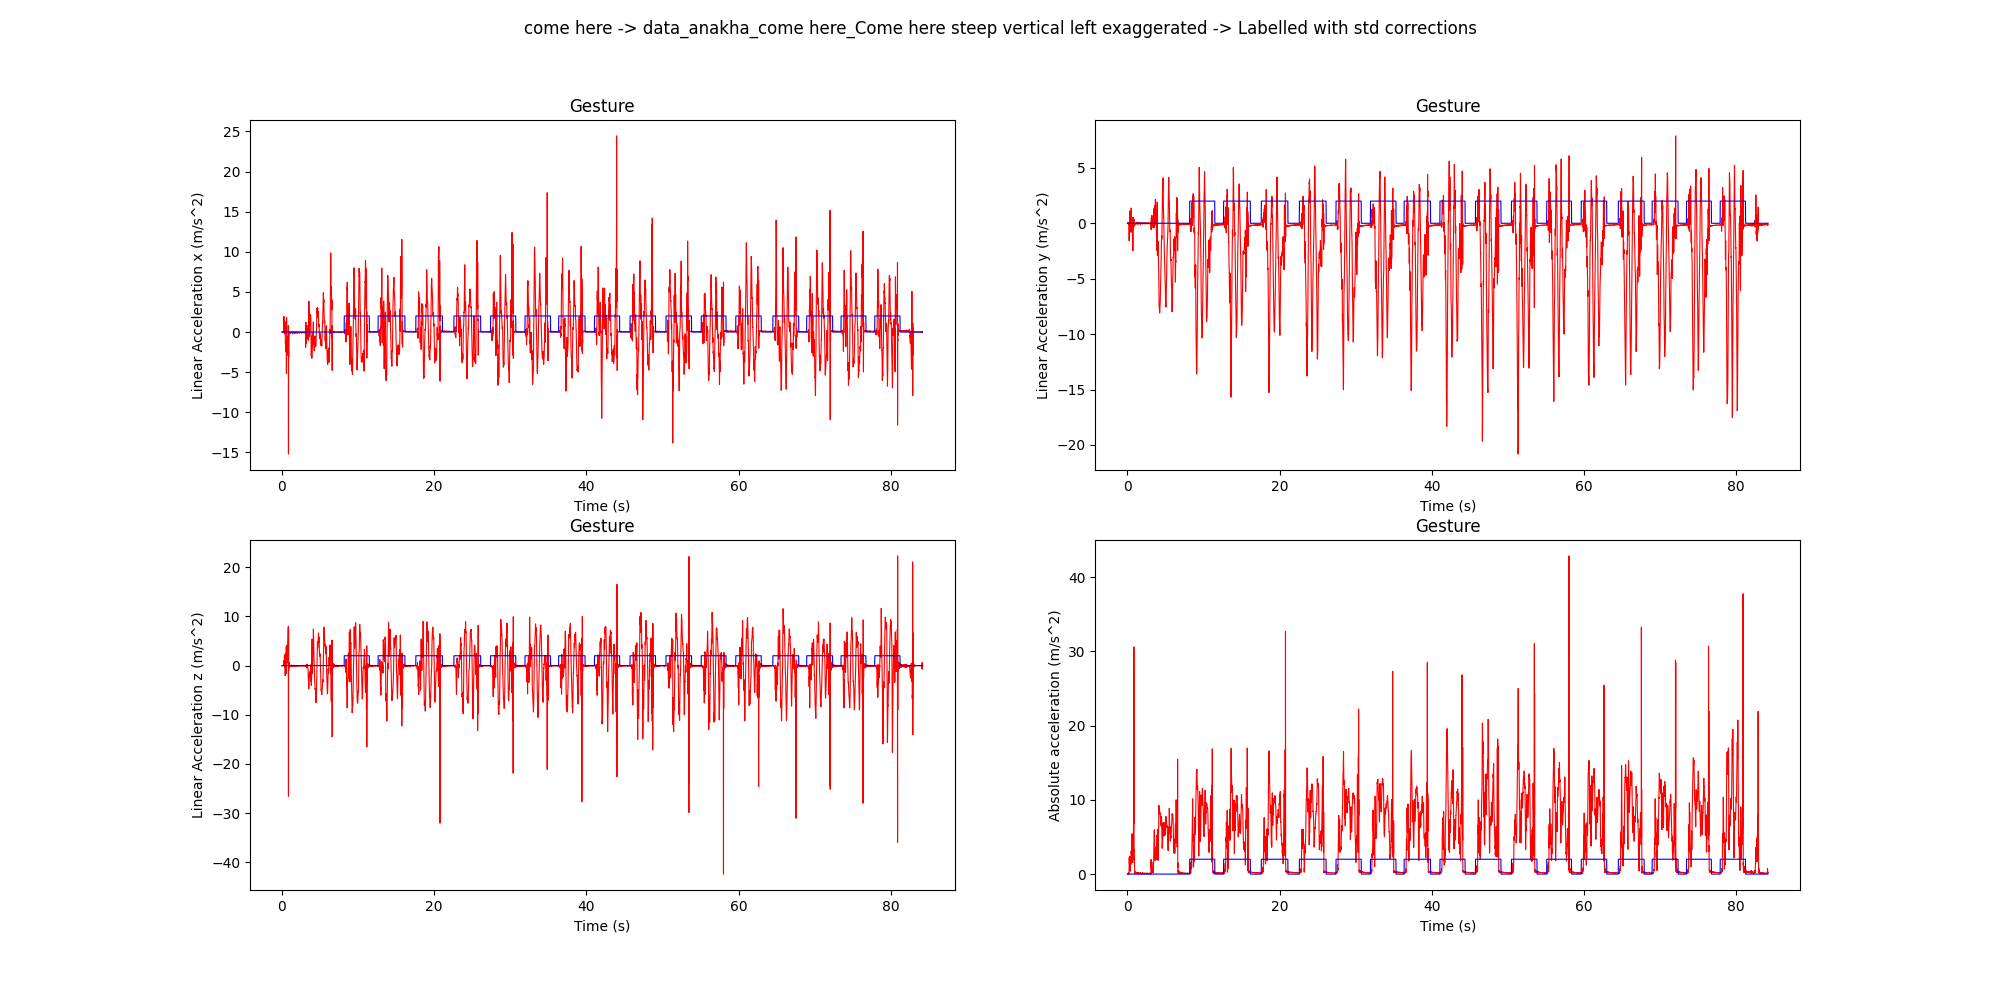 come here -> data_anakha_come here_Come here steep vertical left exaggerated -> Labelled with std corrections
Gesture
25
20
15
10
5
0
−5
−10
−15
Linear Acceleration x (m/s^2)
0 20 40 60 80
Time (s)
Gesture
5
0
−5
−10
−15
−20
Linear Acceleration y (m/s^2)
0 20 40 60 80
Time (s)
Gesture
20
10
0
−10
−20
−30
−40
Linear Acceleration z (m/s^2)
0 20 40 60 80
Time (s)
Gesture
40
30
20
10
0
Absolute acceleration (m/s^2)
0 20 40 60 80
Time (s)